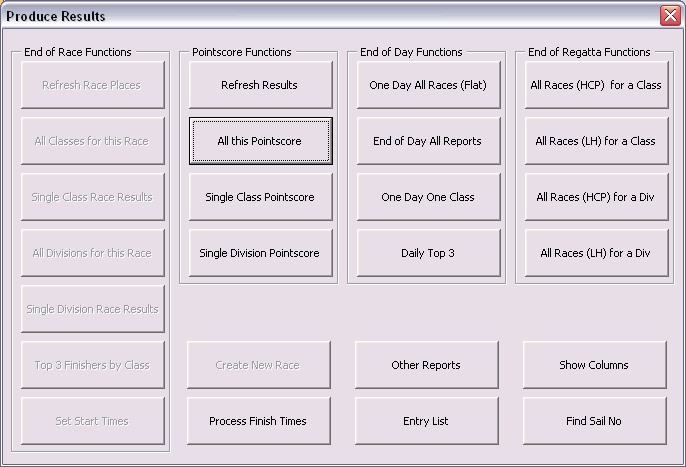 Produce Results
End of Race Functions
Refresh Race Places
All Classes for this Race
Single Class Race Results
All Divisions for this Race
Single Division Race Results
Top 3 Finishers by Class
Set Start Times
Pointscore Functions
Refresh Results
All this Pointscore
Single Class Pointscore
Single Division Pointscore
End of Day Functions
One Day All Races (Flat)
End of Day All Reports
One Day One Class
Daily Top 3
End of Regatta Functions
All Races (HCP)  for a Class
All Races (LH) for a Class
All Races (HCP) for a Div
All Races (LH) for a Div
Create New Race
Other Reports
Show Columns
Process Finish Times
Entry List
Find Sail No